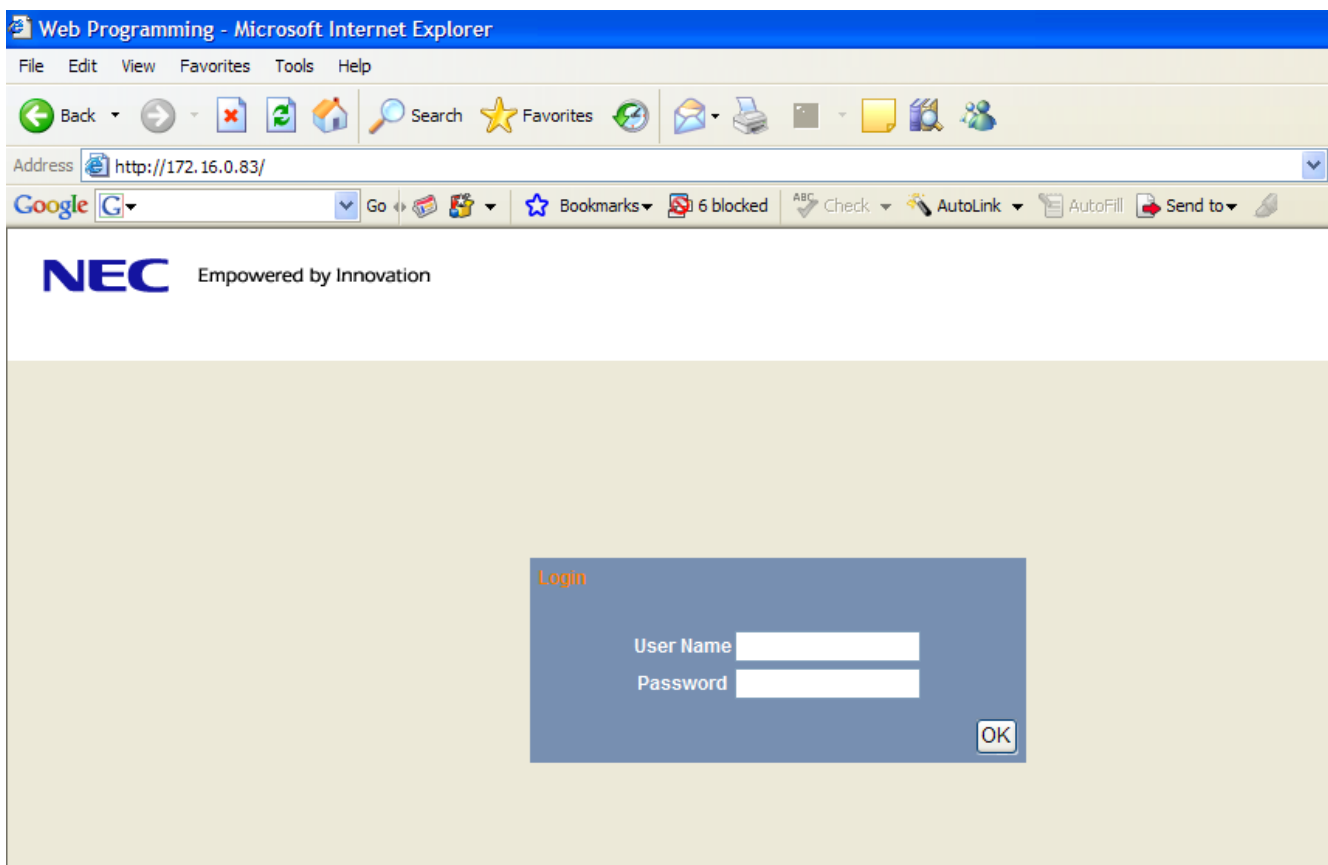 Web Programming - Microsoft Internet Explorer
File Edit View Favorites Tools Help
Back Search Favorites
Address http://172.16.0.83/
Google G Go Bookmarks 6 blocked ABC Check AutoLink AutoFill Send to
NEC Empowered by Innovation
Login
User Name
Password
OK